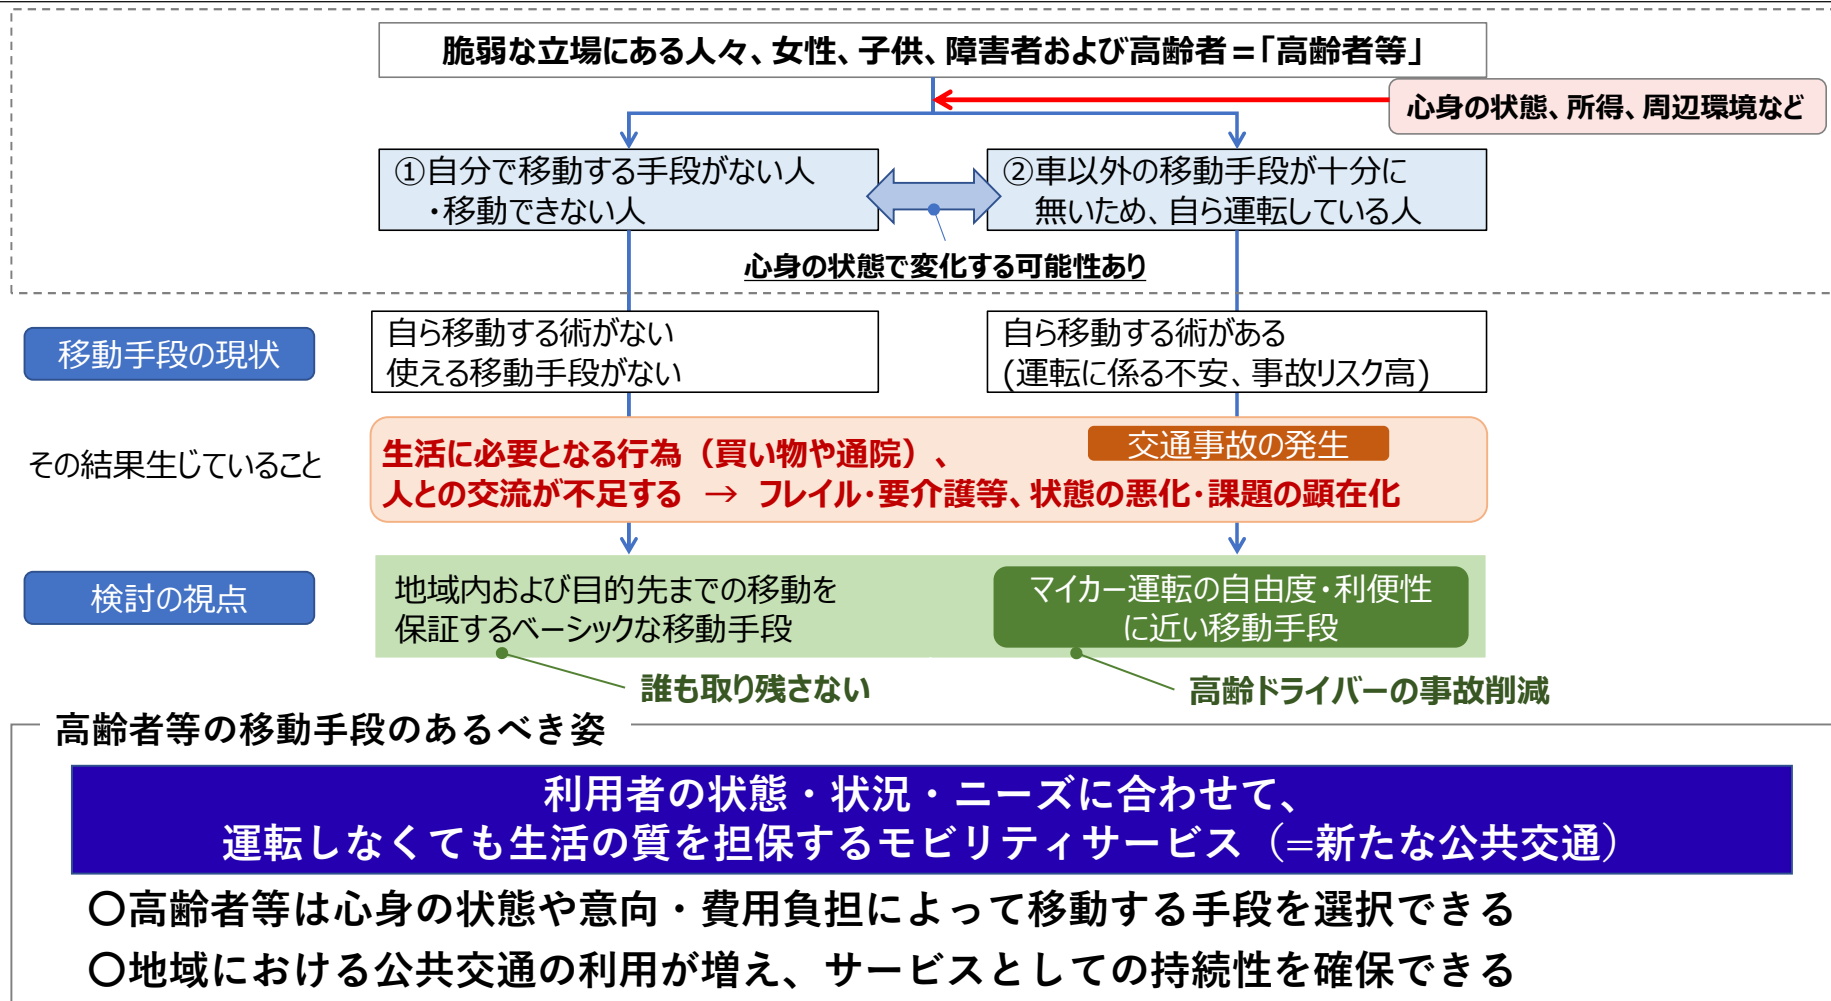 脆弱な立場にある人々、女性、子供、障害者および高齢者=「高齢者等」
心身の状態、所得、周辺環境など
①自分で移動する手段がない人
・移動できない人
②車以外の移動手段が十分に
無いため、自ら運転している人
心身の状態で変化する可能性あり
移動手段の現状
自ら移動する術がない
使える移動手段がない
自ら移動する術がある
(運転に係る不安、事故リスク高)
その結果生じていること
生活に必要となる行為（買い物や通院）、
交通事故の発生
人との交流が不足する → フレイル・要介護等、状態の悪化・課題の顕在化
検討の視点
地域内および目的先までの移動を
保証するベーシックな移動手段
マイカー運転の自由度・利便性
に近い移動手段
誰も取り残さない
高齢ドライバーの事故削減
高齢者等の移動手段のあるべき姿
利用者の状態・状況・ニーズに合わせて、
運転しなくても生活の質を担保するモビリティサービス（=新たな公共交通）
〇高齢者等は心身の状態や意向・費用負担によって移動する手段を選択できる
〇地域における公共交通の利用が増え、サービスとしての持続性を確保できる